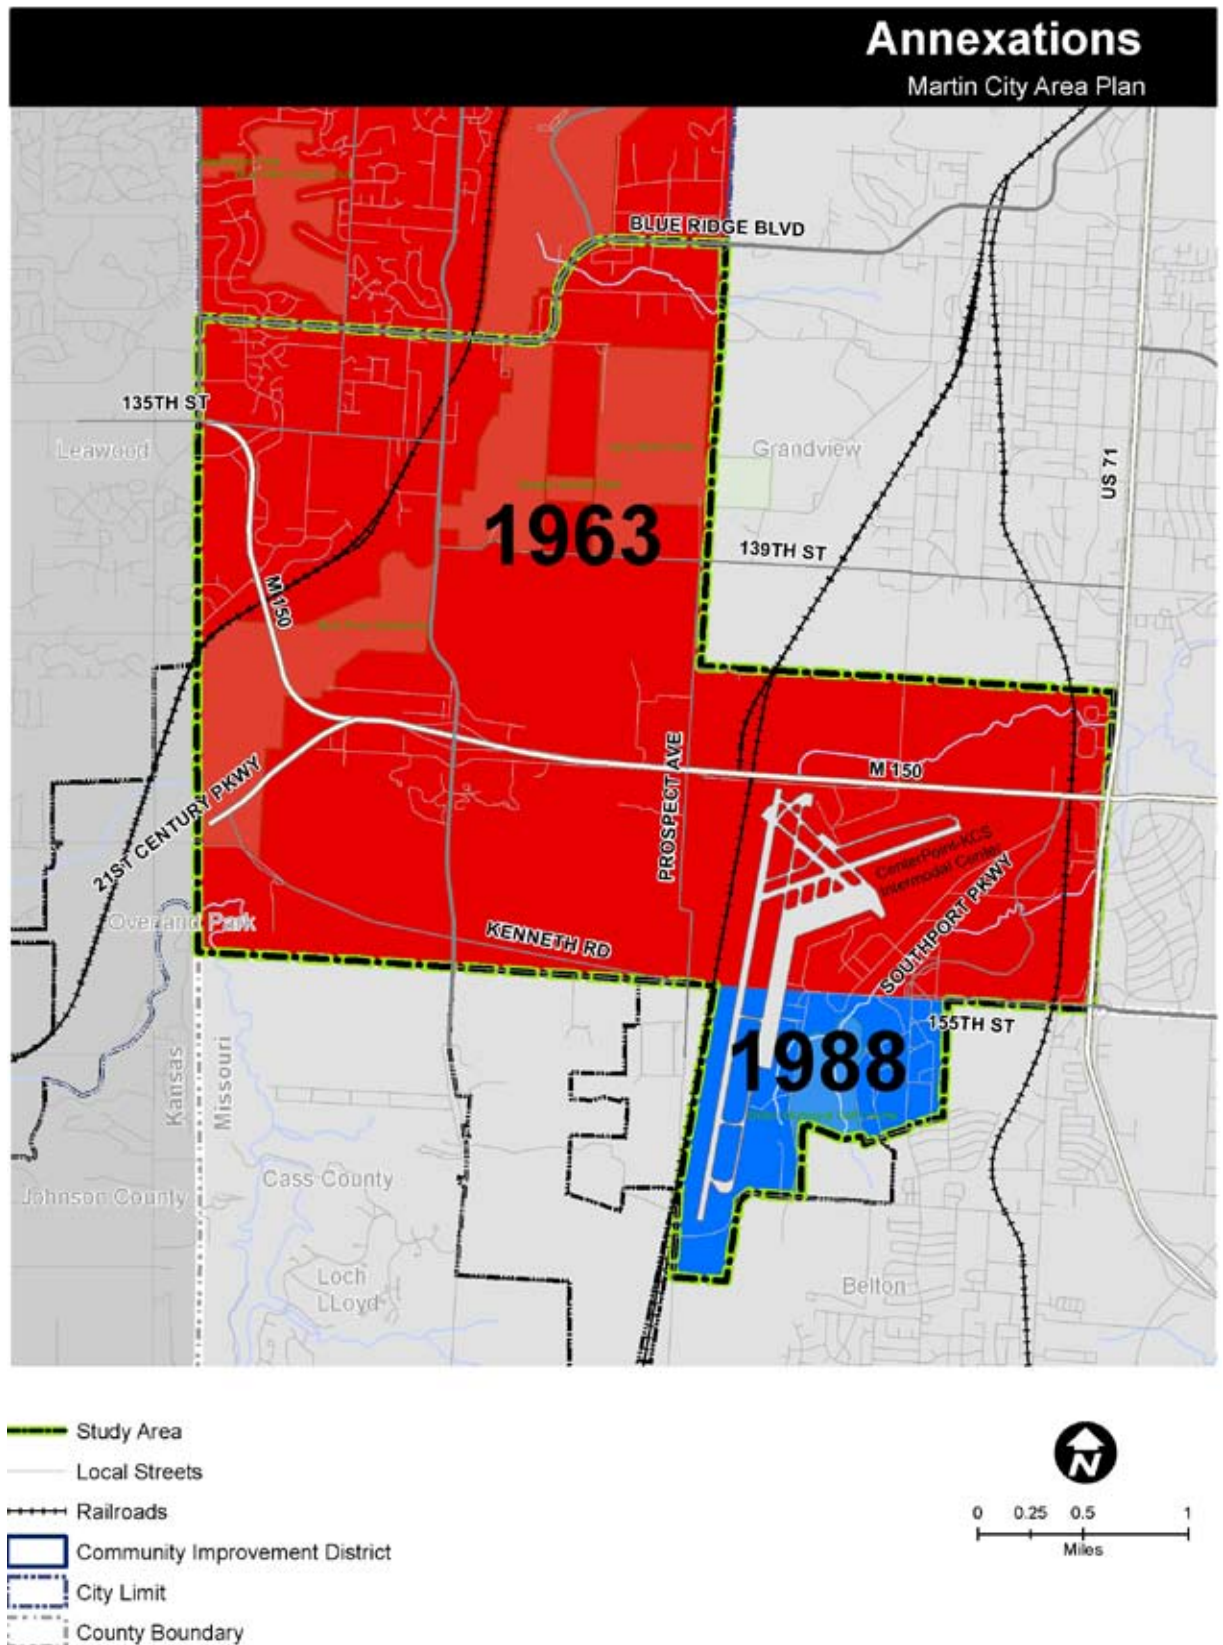 Annexations
Martin City Area Plan
BLUE RIDGE BLVD
135TH ST
Leawood
Grandview
US 71
1963
139TH ST
M 150
PROSPECT AVE
M 150
21ST CENTURY PKWY
CenterPoint-KCS
Intermodal Center
SOUTHPORT PKWY
Overland Park
KENNETH RD
155TH ST
1988
Kansas
Missouri
Cass County
Johnson County
Loch
LLoyd
Belton
Study Area
Local Streets
Railroads
Community Improvement District
City Limit
County Boundary
N
0 0.25 0.5 1
Miles